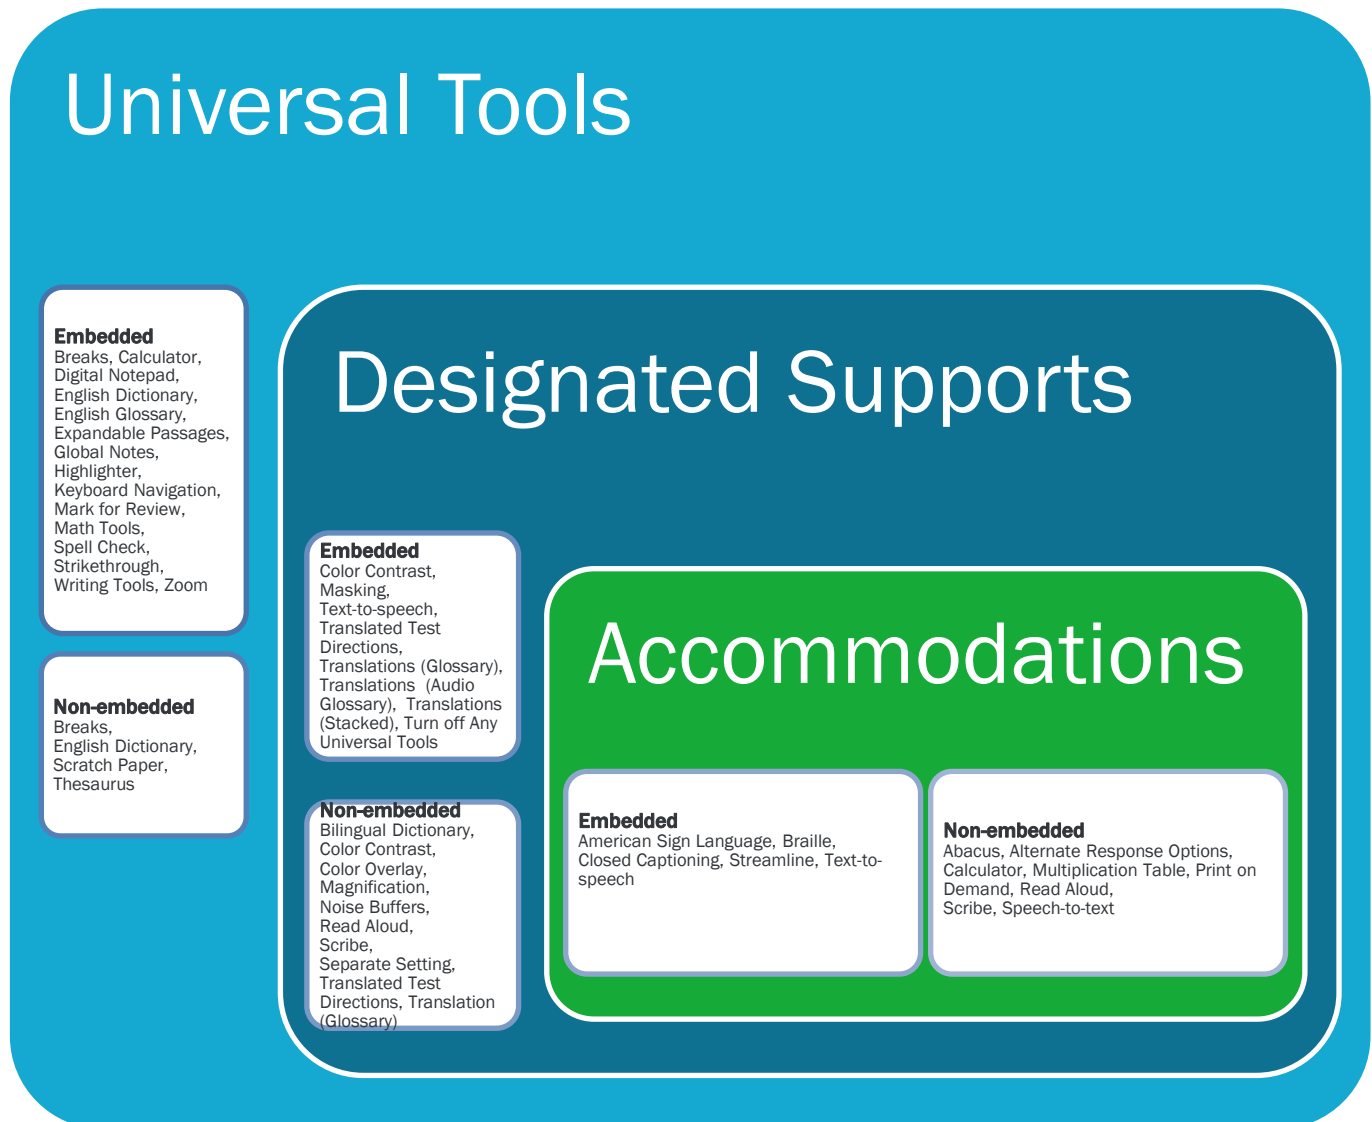 Universal Tools
Embedded
Breaks, Calculator,
Digital Notepad,
English Dictionary,
English Glossary,
Expandable Passages,
Global Notes,
Highlighter,
Keyboard Navigation,
Mark for Review,
Math Tools,
Spell Check,
Strikethrough,
Writing Tools, Zoom
Non-embedded
Breaks,
English Dictionary,
Scratch Paper,
Thesaurus
Designated Supports
Embedded
Color Contrast,
Masking,
Text-to-speech,
Translated Test
Directions,
Translations (Glossary),
Translations  (Audio
Glossary),  Translations
(Stacked), Turn off Any
Universal Tools
Non-embedded
Bilingual Dictionary,
Color Contrast,
Color Overlay,
Magnification,
Noise Buffers,
Read Aloud,
Scribe,
Separate Setting,
Translated Test
Directions, Translation
(Glossary)
Accommodations
Embedded
American Sign Language, Braille,
Closed Captioning, Streamline, Text-to-
speech
Non-embedded
Abacus, Alternate Response Options,
Calculator, Multiplication Table, Print on
Demand, Read Aloud,
Scribe, Speech-to-text